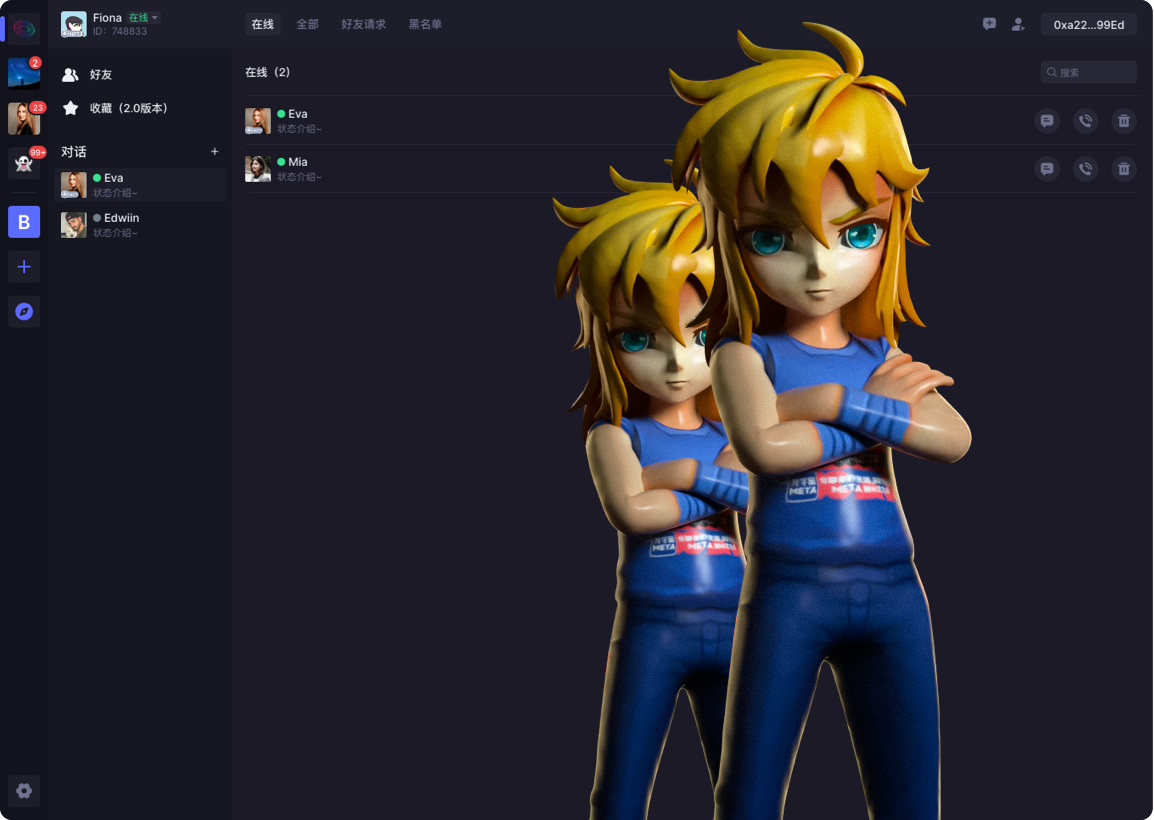 Fiona 在线
ID：748833
在线 全部 好友请求 黑名单
0xa22...99Ed
2
23
99+
B
好友
收藏（2.0版本）
对话 +
Eva
状态介绍~
Edwiin
状态介绍~
在线（2）
搜索
Eva
状态介绍~
Mia
状态介绍~
META
META
META
META